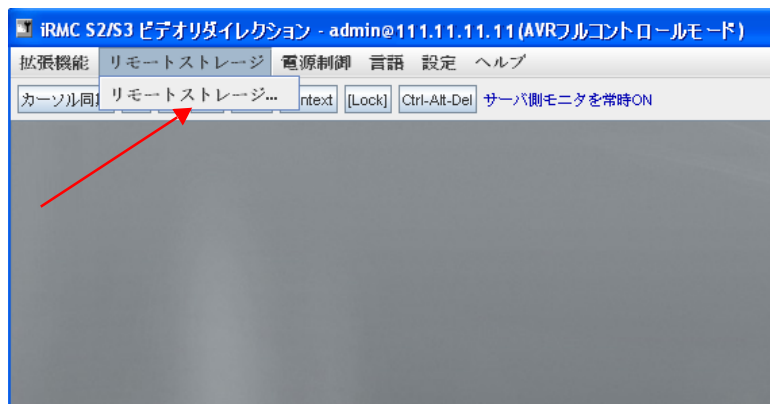 iRMC S2/S3 ビデオリダイレクション - admin@111.11.11.11(AVRフルコントロールモード)
拡張機能 リモートストレージ 電源制御 言語 設定 ヘルプ
カーソル同 リモートストレージ... ntext [Lock] Ctrl-Alt-Del サーバ側モニタを常時ON